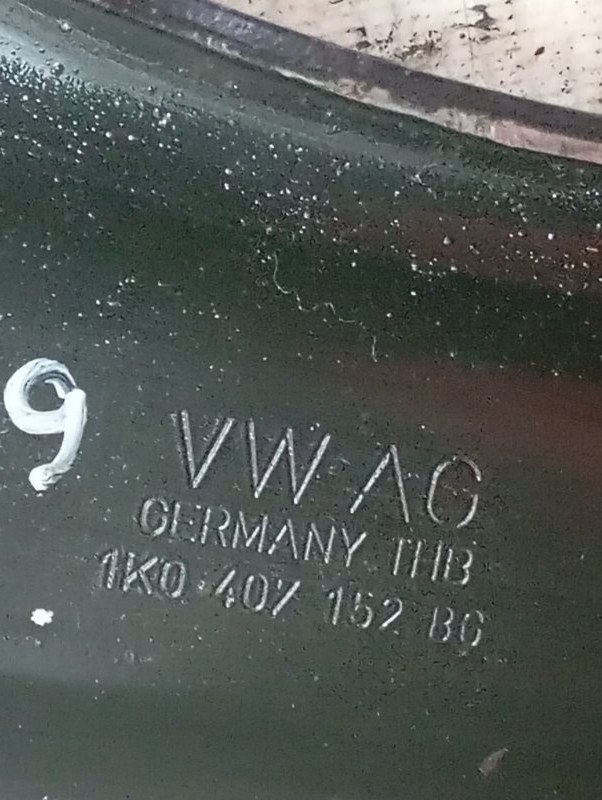 9
VW AG
GERMANY THB
1K0 407 152 BC